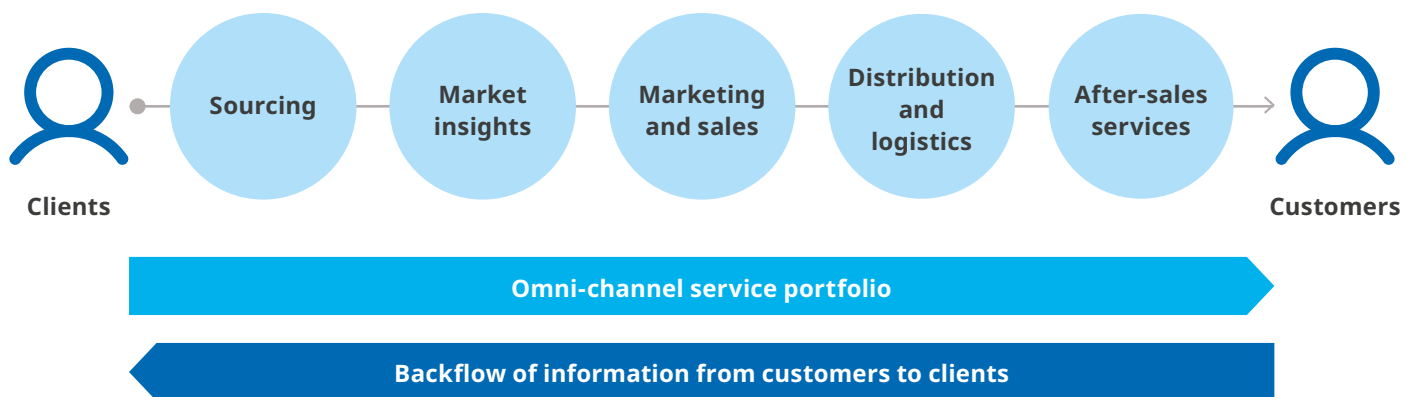 Sourcing
Market
insights
Marketing
and sales
Distribution
and
logistics
After-sales
services
Clients
Customers
Omni-channel service portfolio
Backflow of information from customers to clients